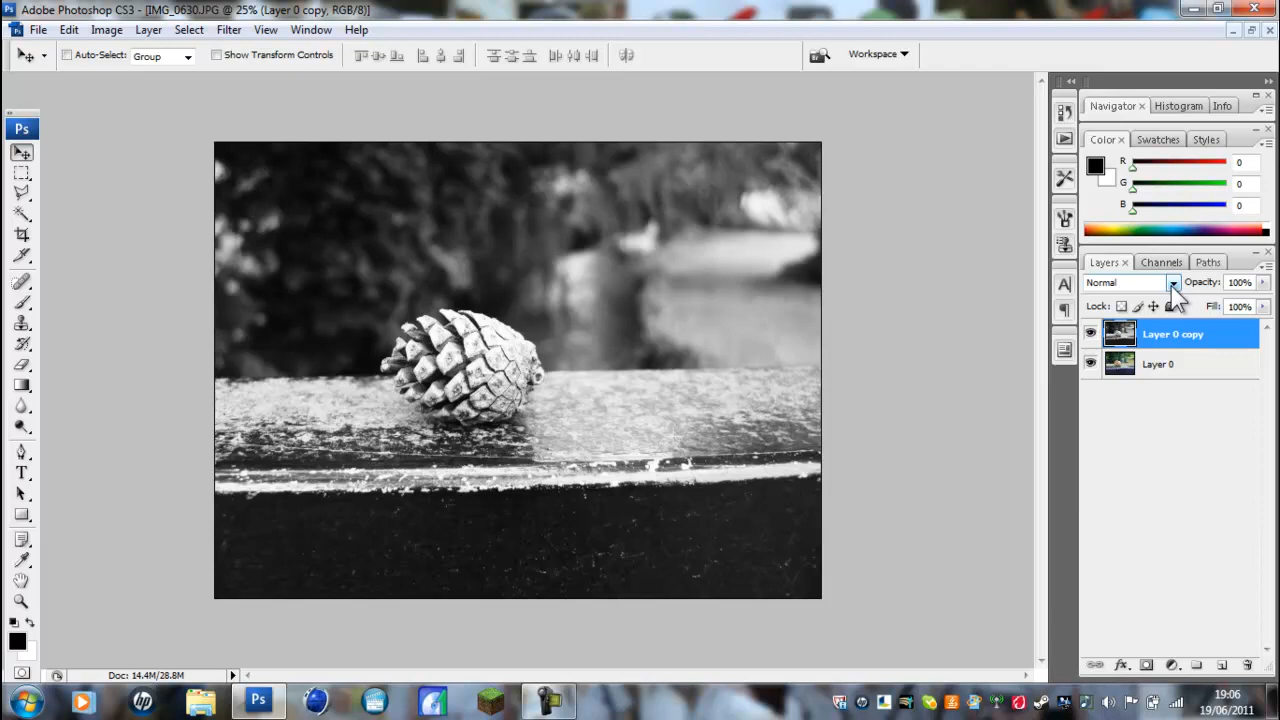 Adobe Photoshop CS3 - [IMG_0630.JPG @ 25% (Layer 0 copy, RGB/8)]
File Edit Image Layer Select Filter View Window Help
Auto-Select: Group Show Transform Controls Workspace
Ps
Navigator × Histogram Info
Color × Swatches Styles
R 0
G 0
B 0
Layers × Channels Paths
Normal Opacity: 100%
Lock: Fill: 100%
Layer 0 copy
Layer 0
Doc: 14.4M/28.8M
Ps
19:06
19/06/2011